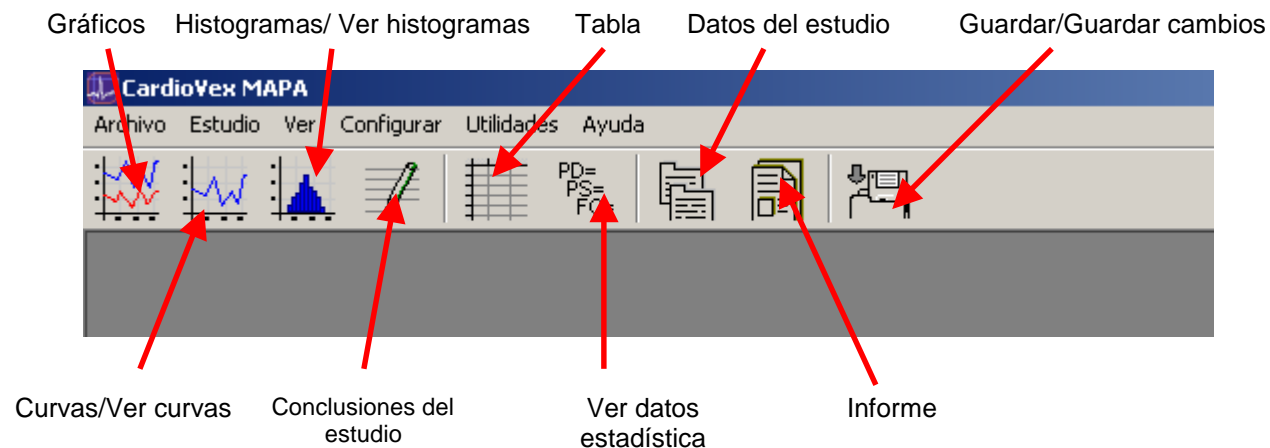 Gráficos Histogramas/ Ver histogramas Tabla Datos del estudio Guardar/Guardar cambios
CardioVex MAPA
Archivo Estudio Ver Configurar Utilidades Ayuda
PD=
PS=
FC=
Curvas/Ver curvas Conclusiones del estudio Ver datos estadística Informe